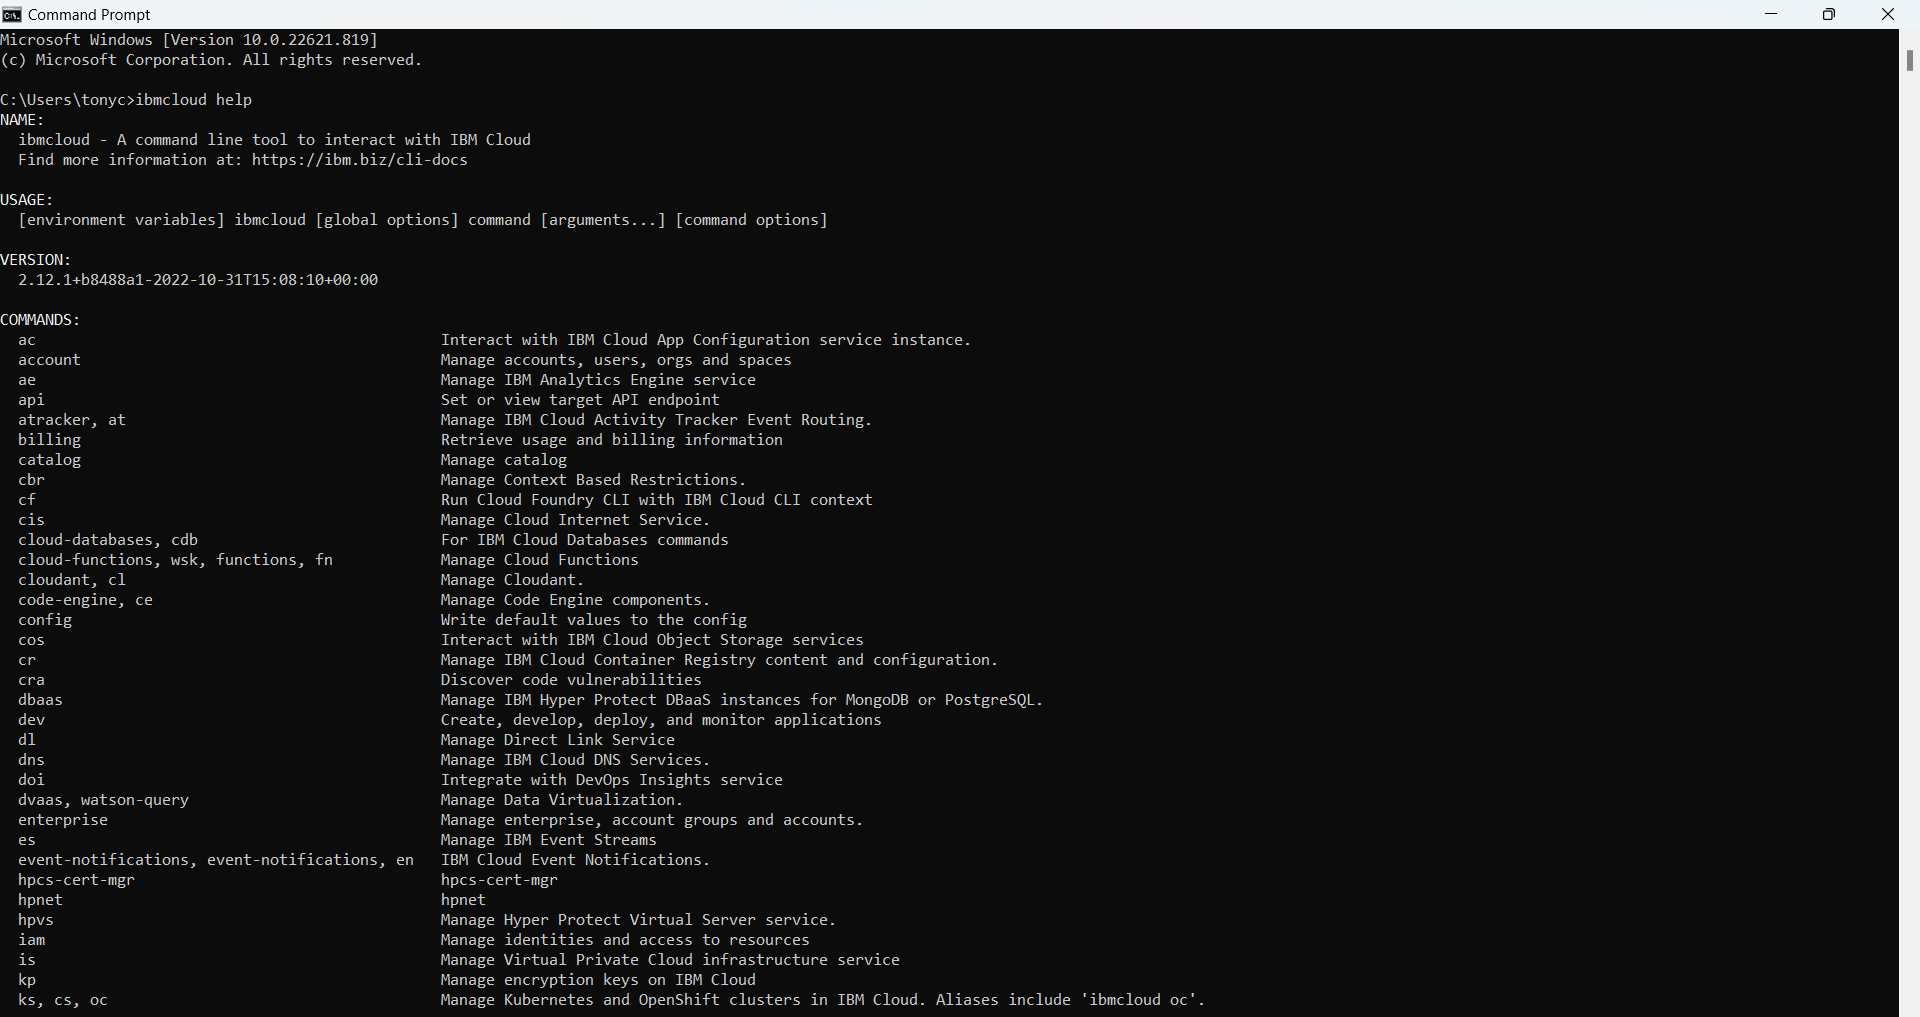 Command Prompt
Microsoft Windows [Version 10.0.22621.819]
(c) Microsoft Corporation. All rights reserved.
C:\Users\tonyc>ibmcloud help
NAME:
ibmcloud - A command line tool to interact with IBM Cloud
Find more information at: https://ibm.biz/cli-docs
USAGE:
[environment variables] ibmcloud [global options] command [arguments...] [command options]
VERSION:
2.12.1+b8488a1-2022-10-31T15:08:10+00:00
COMMANDS:
ac Interact with IBM Cloud App Configuration service instance.
account Manage accounts, users, orgs and spaces
ae Manage IBM Analytics Engine service
api Set or view target API endpoint
atracker, at Manage IBM Cloud Activity Tracker Event Routing.
billing Retrieve usage and billing information
catalog Manage catalog
cbr Manage Context Based Restrictions.
cf Run Cloud Foundry CLI with IBM Cloud CLI context
cis Manage Cloud Internet Service.
cloud-databases, cdb For IBM Cloud Databases commands
cloud-functions, wsk, functions, fn Manage Cloud Functions
cloudant, cl Manage Cloudant.
code-engine, ce Manage Code Engine components.
config Write default values to the config
cos Interact with IBM Cloud Object Storage services
cr Manage IBM Cloud Container Registry content and configuration.
cra Discover code vulnerabilities
dbaas Manage IBM Hyper Protect DBaaS instances for MongoDB or PostgreSQL.
dev Create, develop, deploy, and monitor applications
dl Manage Direct Link Service
dns Manage IBM Cloud DNS Services.
doi Integrate with DevOps Insights service
dvaas, watson-query Manage Data Virtualization.
enterprise Manage enterprise, account groups and accounts.
es Manage IBM Event Streams
event-notifications, event-notifications, en IBM Cloud Event Notifications.
hpcs-cert-mgr hpcs-cert-mgr
hpnet hpnet
hpvs Manage Hyper Protect Virtual Server service.
iam Manage identities and access to resources
is Manage Virtual Private Cloud infrastructure service
kp Manage encryption keys on IBM Cloud
ks, cs, oc Manage Kubernetes and OpenShift clusters in IBM Cloud. Aliases include 'ibmcloud oc'.